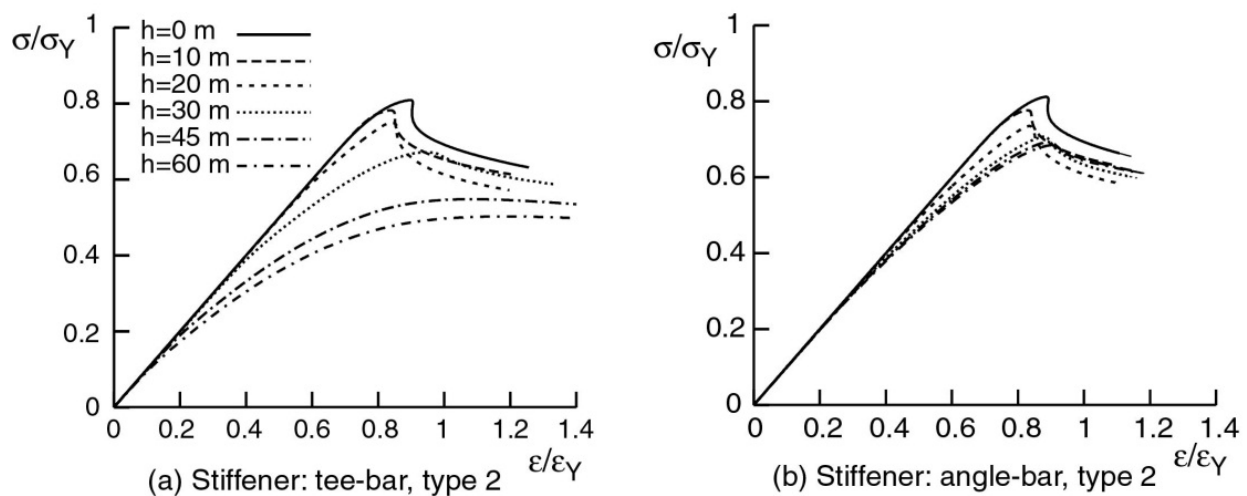 σ/σY
1
h=0 m
h=10 m
h=20 m
h=30 m
h=45 m
h=60 m
0.8
0.6
0.4
0.2
0
0 0.2 0.4 0.6 0.8 1 1.2 1.4
ε/εY
(a) Stiffener: tee-bar, type 2
σ/σY
1
0.8
0.6
0.4
0.2
0
0 0.2 0.4 0.6 0.8 1 1.2 1.4
ε/εY
(b) Stiffener: angle-bar, type 2